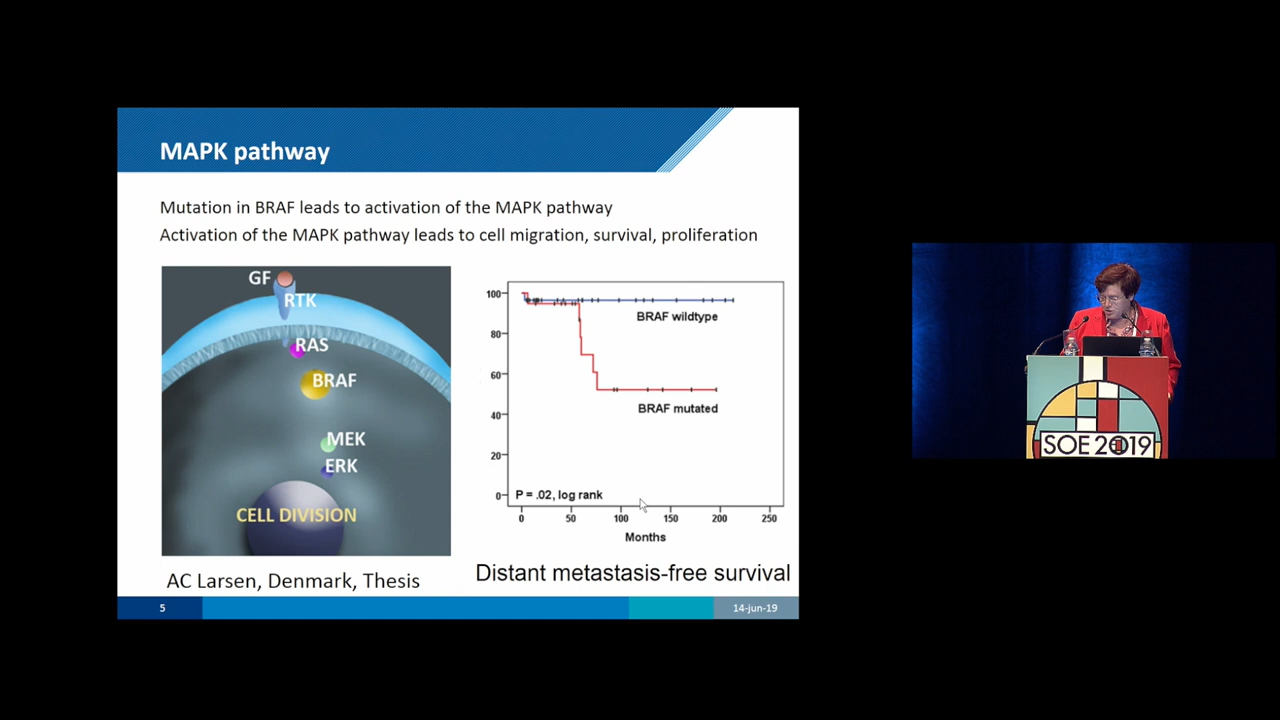 MAPK pathway
Mutation in BRAF leads to activation of the MAPK pathway
Activation of the MAPK pathway leads to cell migration, survival, proliferation
GF
RTK
RAS
BRAF
MEK
ERK
CELL DIVISION
AC Larsen, Denmark, Thesis
100
80
60
40
20
0
BRAF wildtype
BRAF mutated
P = .02, log rank
0 50 100 150 200 250
Months
Distant metastasis-free survival
5
14-jun-19
SOE 2019